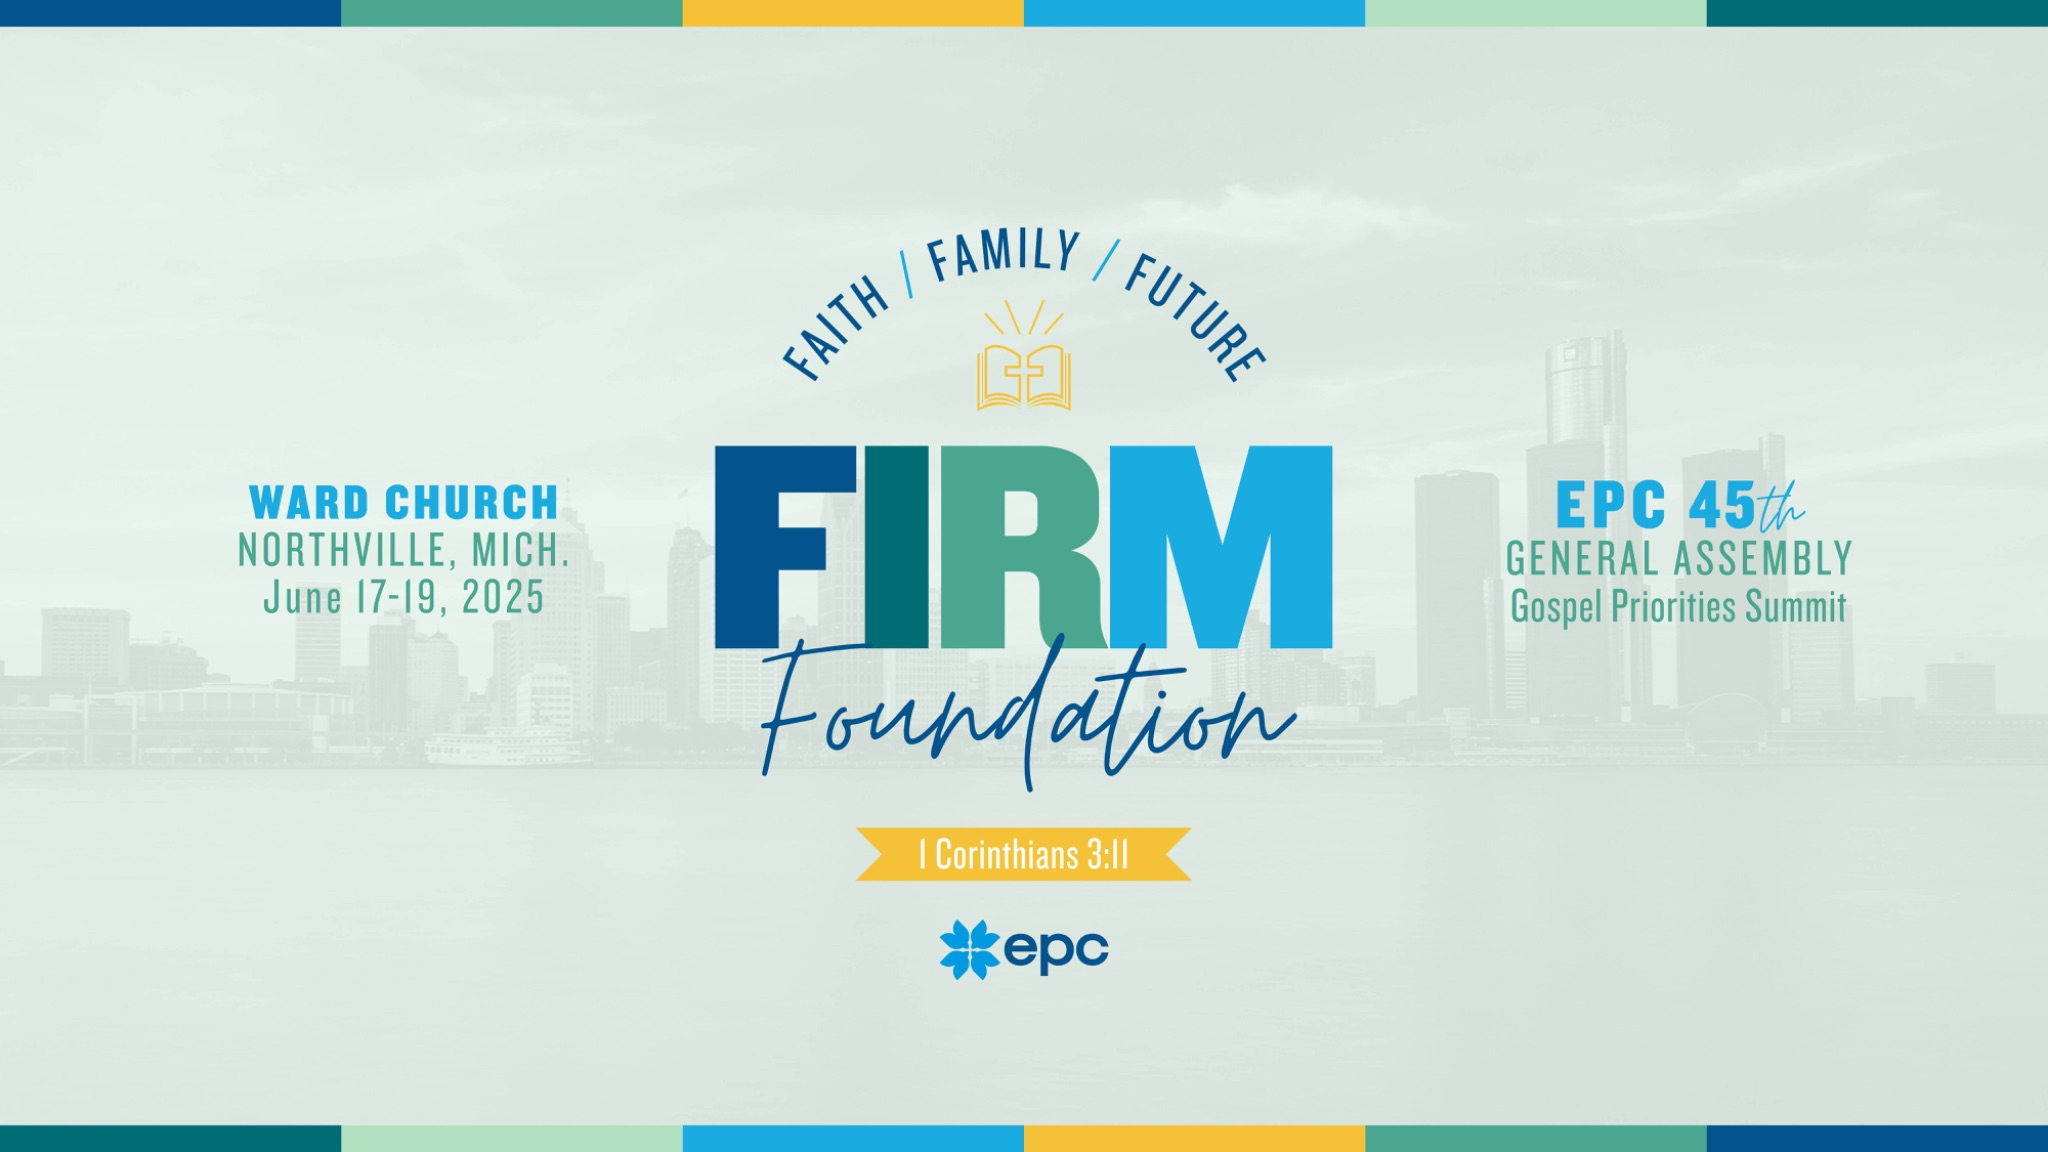 FAITH / FAMILY / FUTURE
FIRM
Foundation
WARD CHURCH
NORTHVILLE, MICH.
June 17-19, 2025
EPC 45th
GENERAL ASSEMBLY
Gospel Priorities Summit
1 Corinthians 3:11
epc